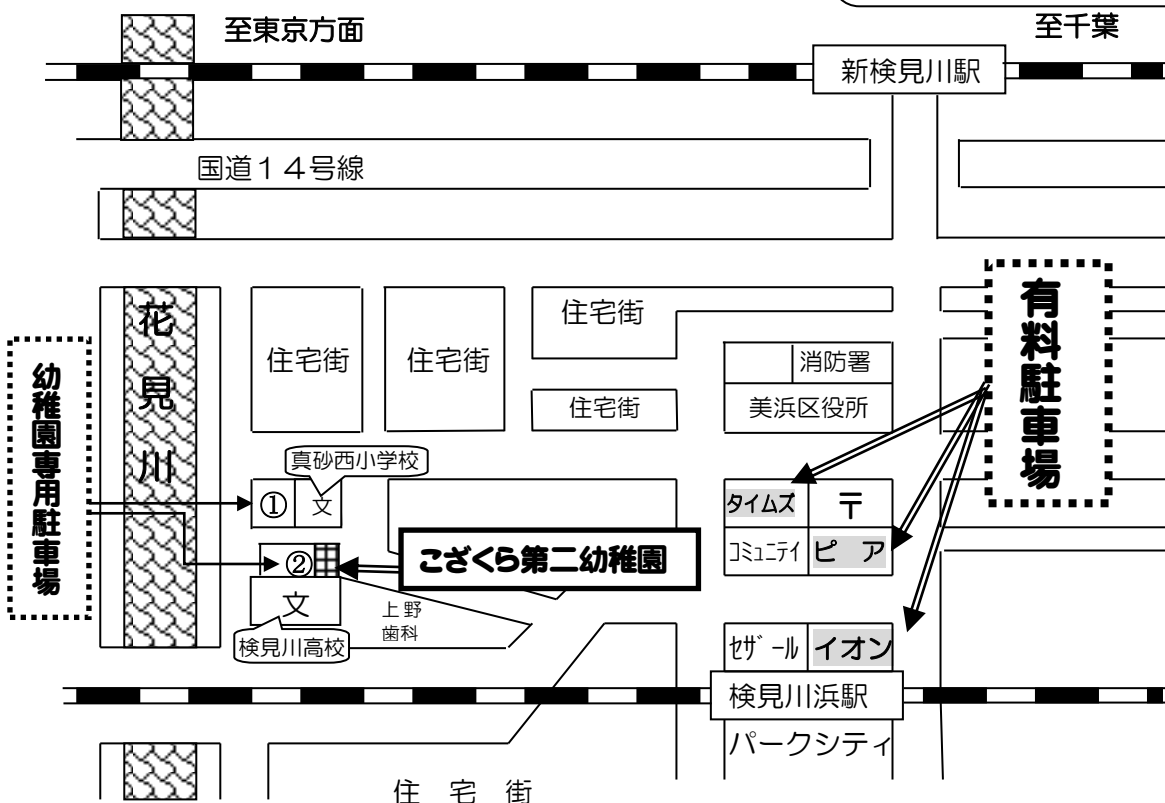 至東京方面
至千葉
新検見川駅
国道14号線
花見川
住宅街
住宅街
住宅街
住宅街
消防署
美浜区役所
有料駐車場
幼稚園専用駐車場
真砂西小学校
① 文
タイムズ 〒
コミュニテイ ピ ア
こざくら第二幼稚園
②
文
上野
歯科
検見川高校
セザール イオン
検見川浜駅
パークシティ
住 宅 街